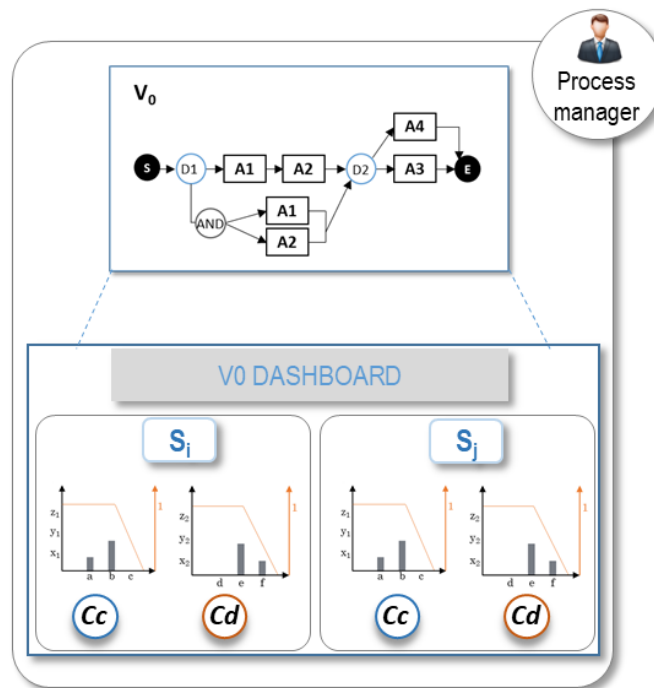 Process
manager
V0
A4
S D1 A1 A2 D2 A3 E
AND A1
A2
V0 DASHBOARD
Si Sj
z1 1 z2 1 z1 1 z2 1
y1 y2 y1 y2
x1 x2 x1 x2
a b c d e f a b c d e f
Cc Cd Cc Cd